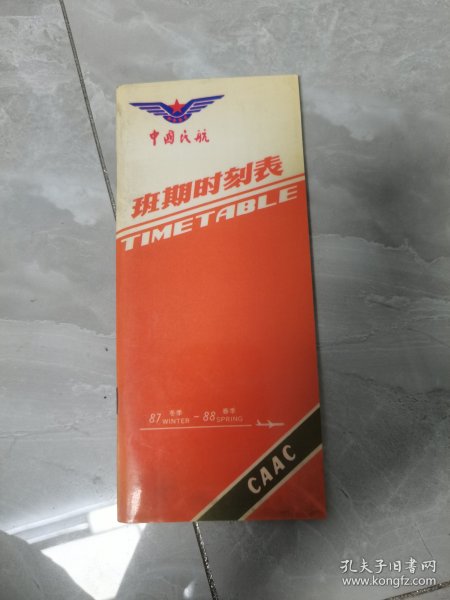 中国民航
班期时刻表
TIMETABLE
87 冬季 WINTER - 88 春季 SPRING
CAAC
孔夫子旧书网
www.kongfz.com